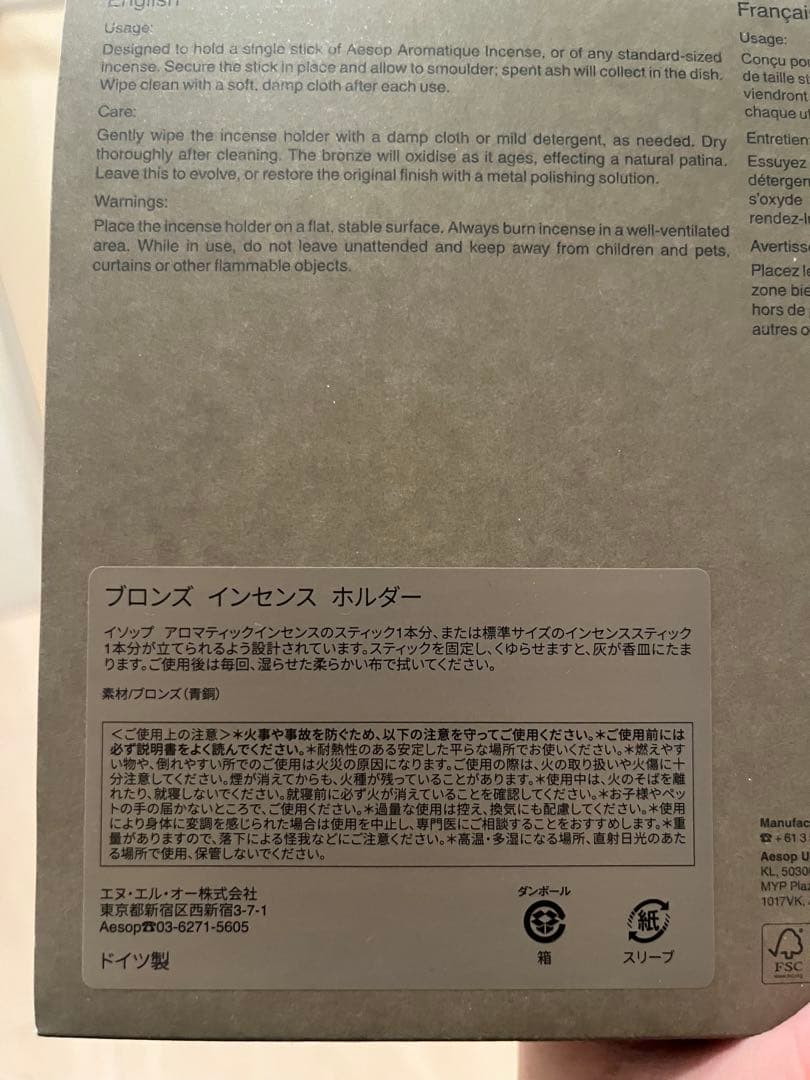 English
Usage:
Designed to hold a single stick of Aesop Aromatique Incense, or of any standard-sized
incense. Secure the stick in place and allow to smoulder; spent ash will collect in the dish.
Wipe clean with a soft, damp cloth after each use.
Care:
Gently wipe the incense holder with a damp cloth or mild detergent, as needed. Dry
thoroughly after cleaning. The bronze will oxidise as it ages, effecting a natural patina.
Leave this to evolve, or restore the original finish with a metal polishing solution.
Warnings:
Place the incense holder on a flat, stable surface. Always burn incense in a well-ventilated
area. While in use, do not leave unattended and keep away from children and pets,
curtains or other flammable objects.
Françai
Usage:
Conçu pou
de taille st
viendront
chaque ut
Entretien
Essuyez
détergen
s'oxyde
rendez-l
Avertisse
Placez le
zone bie
hors de
autres o
ブロンズ インセンス ホルダー
イソップ アロマティックインセンスのスティック1本分、または標準サイズのインセンススティック
1本分が立てられるよう設計されています。スティックを固定し、くゆらせますと、灰が香皿にたま
ります。ご使用後は毎回、湿らせた柔らかい布で拭いてください。
素材/ブロンズ(青銅)
<ご使用上の注意>*火事や事故を防ぐため、以下の注意を守ってご使用ください。*ご使用前には
必ず説明書をよく読んでください。*耐熱性のある安定した平らな場所でお使いください。*燃えやす
い物や、倒れやすい所でのご使用は火災の原因になります。ご使用の際は、火の取り扱いや火傷に十
分注意してください。煙が消えてからも、火種が残っていることがあります。*使用中は、火のそばを離
れたり、就寝しないでください。就寝前に必ず火が消えていることを確認してください。*お子様やペッ
トの手の届かないところで、ご使用ください。*過量な使用は控え、換気にも配慮してください。*使用
により身体に変調を感じられた場合は使用を中止し、専門医にご相談することをおすすめします。*重
量がありますので、落下による怪我などにご注意ください。*高温・多湿になる場所、直射日光のあた
る場所で使用、保管しないでください。
エヌ・エル・オー株式会社
東京都新宿区西新宿3-7-1
Aesop☎03-6271-5605
ドイツ製
ダンボール
箱
紙
スリーブ
Manufac
☎ +61 3
Aesop U
KL, 5030
MYP Plaz
1017VK,
FSC